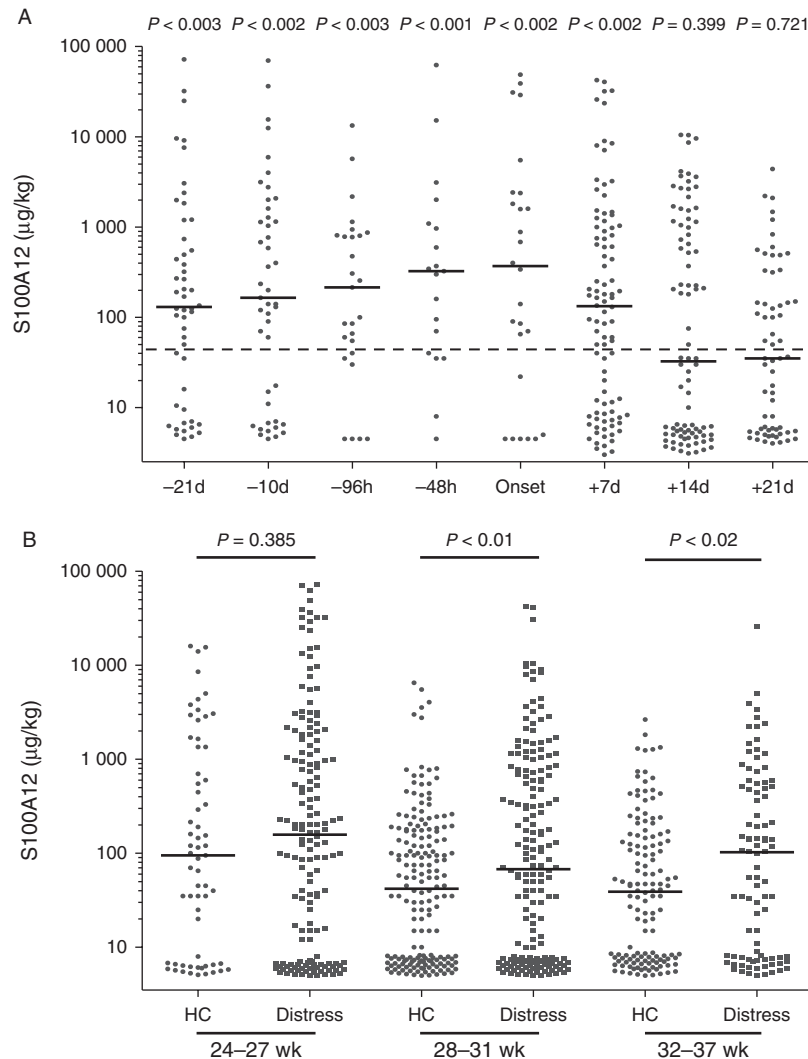 A
P < 0.003 P < 0.002 P < 0.003 P < 0.001 P < 0.002 P < 0.002 P = 0.399 P = 0.721
S100A12 (µg/kg)
100 000
10 000
1 000
100
10
–21d –10d –96h –48h Onset +7d +14d +21d
B
P = 0.385 P < 0.01 P < 0.02
S100A12 (µg/kg)
100 000
10 000
1 000
100
10
HC Distress HC Distress HC Distress
24–27 wk 28–31 wk 32–37 wk